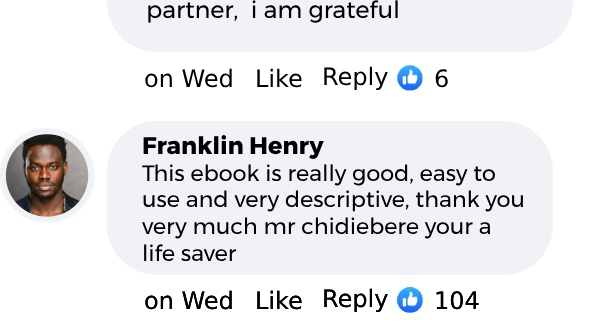 partner, i am grateful
on Wed Like Reply 6
Franklin Henry
This ebook is really good, easy to
use and very descriptive, thank you
very much mr chidiebere your a
life saver
on Wed Like Reply 104